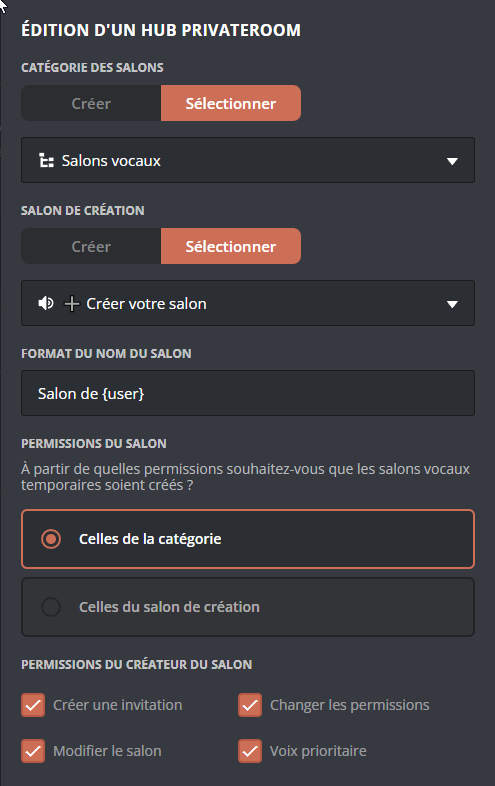 ÉDITION D'UN HUB PRIVATEROOM
CATÉGORIE DES SALONS
Créer Sélectionner
Salons vocaux
SALON DE CRÉATION
Créer Sélectionner
Créer votre salon
FORMAT DU NOM DU SALON
Salon de {user}
PERMISSIONS DU SALON
À partir de quelles permissions souhaitez-vous que les salons vocaux
temporaires soient créés ?
Celles de la catégorie
Celles du salon de création
PERMISSIONS DU CRÉATEUR DU SALON
Créer une invitation Changer les permissions
Modifier le salon Voix prioritaire